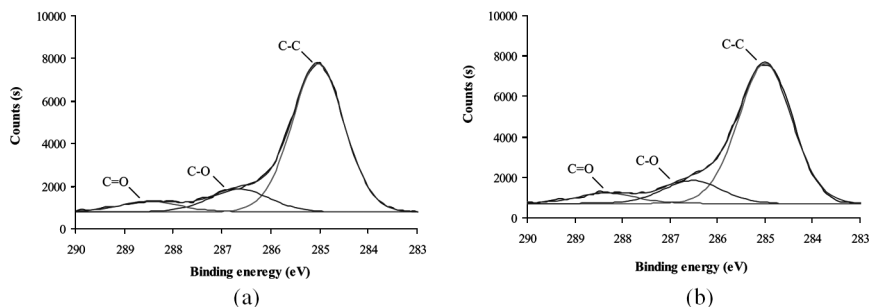 10000
8000
6000
4000
2000
0
Counts (s)
C-C
C-O
C=O
290 289 288 287 286 285 284 283
Binding eneregy (eV)
(a)
10000
8000
6000
4000
2000
0
Counts (s)
C-C
C-O
C=O
290 289 288 287 286 285 284 283
Binding energy (eV)
(b)